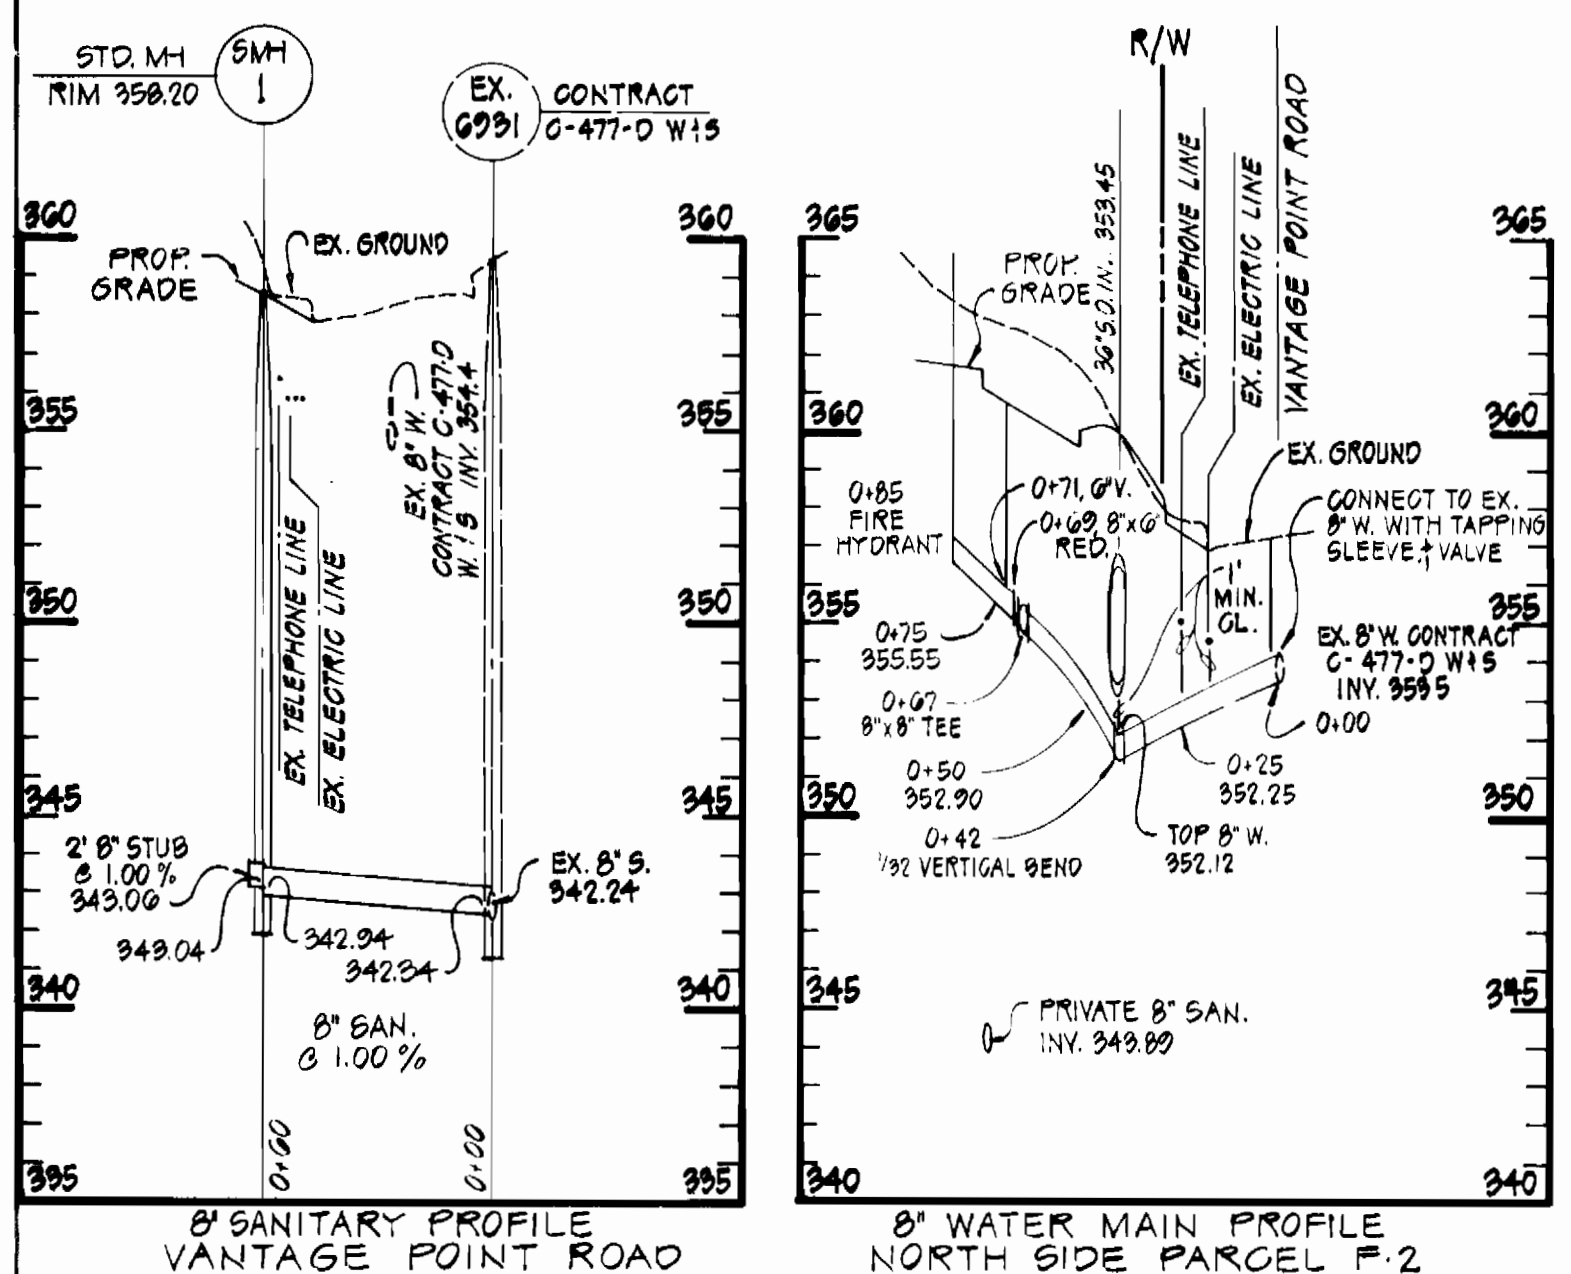 STD. MH
RIM 358.20
SMH
1
EX.
6931
CONTRACT
C-477-D W&S
360
355
350
345
340
335
360
355
350
345
340
335
PROP.
GRADE
EX. GROUND
EX. TELEPHONE LINE
EX. ELECTRIC LINE
EX. 8" W.
CONTRACT C-477-D
W. & S INV. 354.4
2' 8" STUB
@ 1.00 %
343.06
343.04
342.94
342.34
EX. 8" S.
342.24
8" SAN.
@ 1.00 %
0+60
0+00
8" SANITARY PROFILE
VANTAGE POINT ROAD
R/W
36" S.D. IN. 353.45
EX. TELEPHONE LINE
EX. ELECTRIC LINE
VANTAGE POINT ROAD
365
360
355
350
345
340
365
360
355
350
345
340
PROP.
GRADE
EX. GROUND
0+85
FIRE
HYDRANT
0+71, 6" V.
0+69, 8"x6"
RED.
CONNECT TO EX.
8" W. WITH TAPPING
SLEEVE & VALVE
1'
MIN.
CL.
0+75
355.55
0+67
8"x8" TEE
EX. 8" W. CONTRACT
C-477-D W&S
INV. 353.5
0+00
0+50
352.90
0+25
352.25
0+42
1/32 VERTICAL BEND
TOP 8" W.
352.12
PRIVATE 8" SAN.
INV. 343.89
8" WATER MAIN PROFILE
NORTH SIDE PARCEL F-2